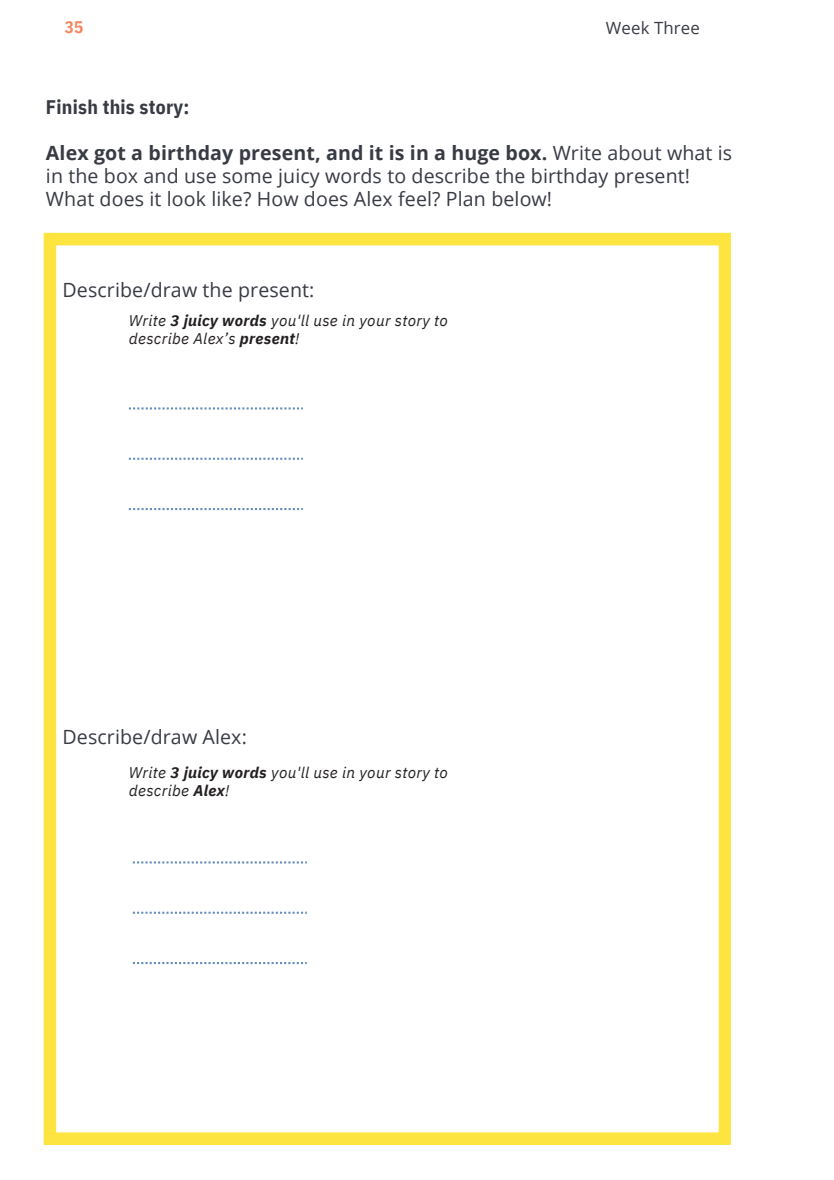 35
Week Three
Finish this story:
Alex got a birthday present, and it is in a huge box. Write about what is
in the box and use some juicy words to describe the birthday present!
What does it look like? How does Alex feel? Plan below!
Describe/draw the present:
Write 3 juicy words you'll use in your story to
describe Alex’s present!
Describe/draw Alex:
Write 3 juicy words you'll use in your story to
describe Alex!